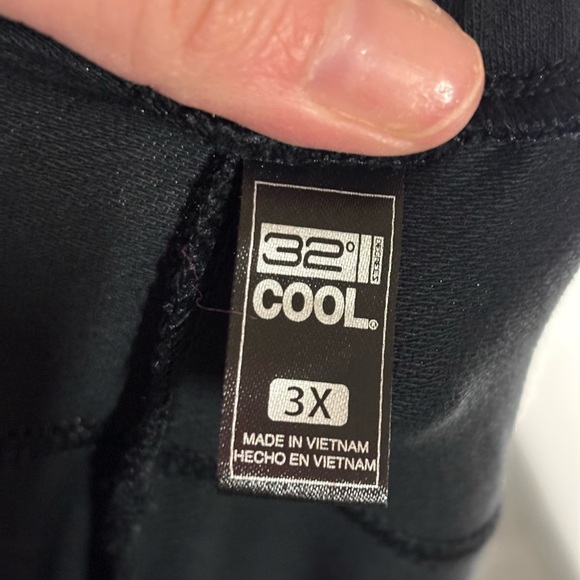 32°
DEGREES
COOL®
3X
MADE IN VIETNAM
HECHO EN VIETNAM